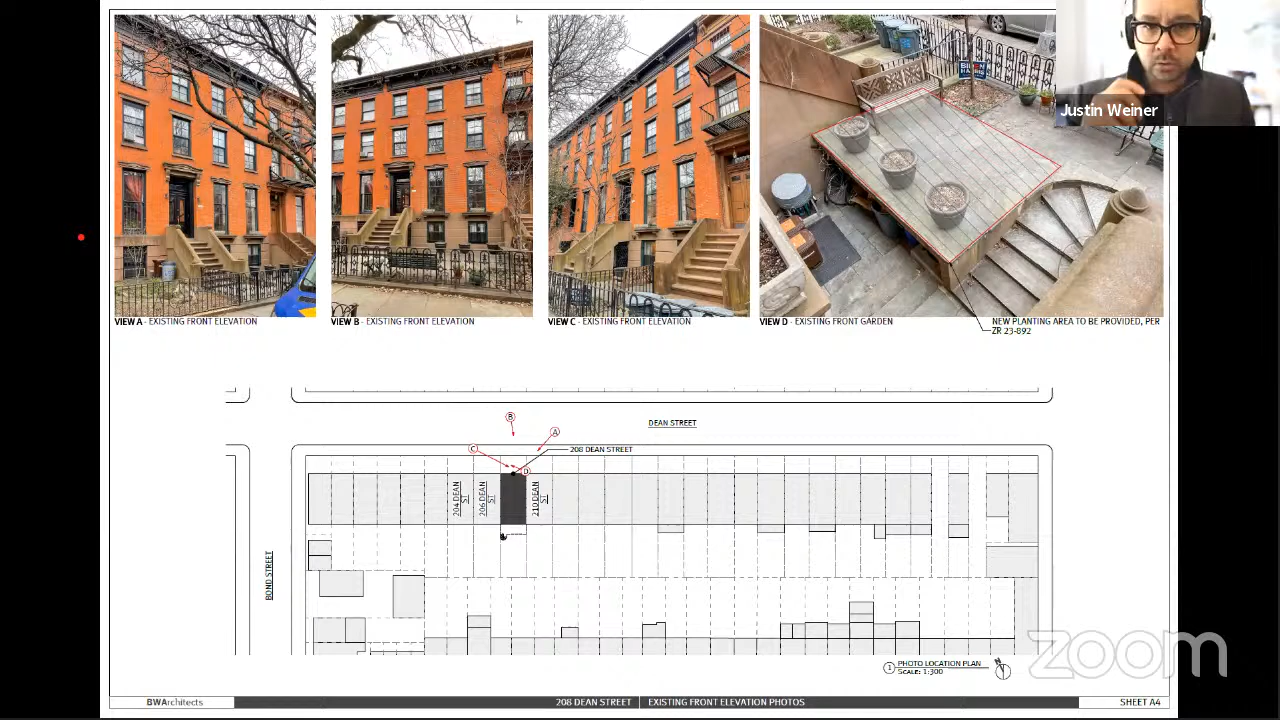 BIDEN
HARRIS
Justin Weiner
VIEW A - EXISTING FRONT ELEVATION
VIEW B - EXISTING FRONT ELEVATION
VIEW C - EXISTING FRONT ELEVATION
VIEW D - EXISTING FRONT GARDEN
NEW PLANTING AREA TO BE PROVIDED, PER
ZR 23-892
DEAN STREET
B
A
C
D
208 DEAN STREET
204 DEAN
ST
206 DEAN
ST
210 DEAN
ST
BOND STREET
1 PHOTO LOCATION PLAN
SCALE: 1:300
N
zoom
BWArchitects
208 DEAN STREET
EXISTING FRONT ELEVATION PHOTOS
SHEET A4